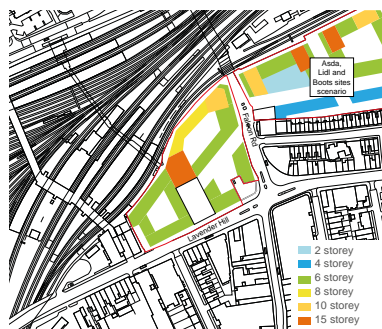 Asda,
Lidl and
Boots sites
scenario
Falcon Rd
Lavender Hill
2 storey
4 storey
6 storey
8 storey
10 storey
15 storey